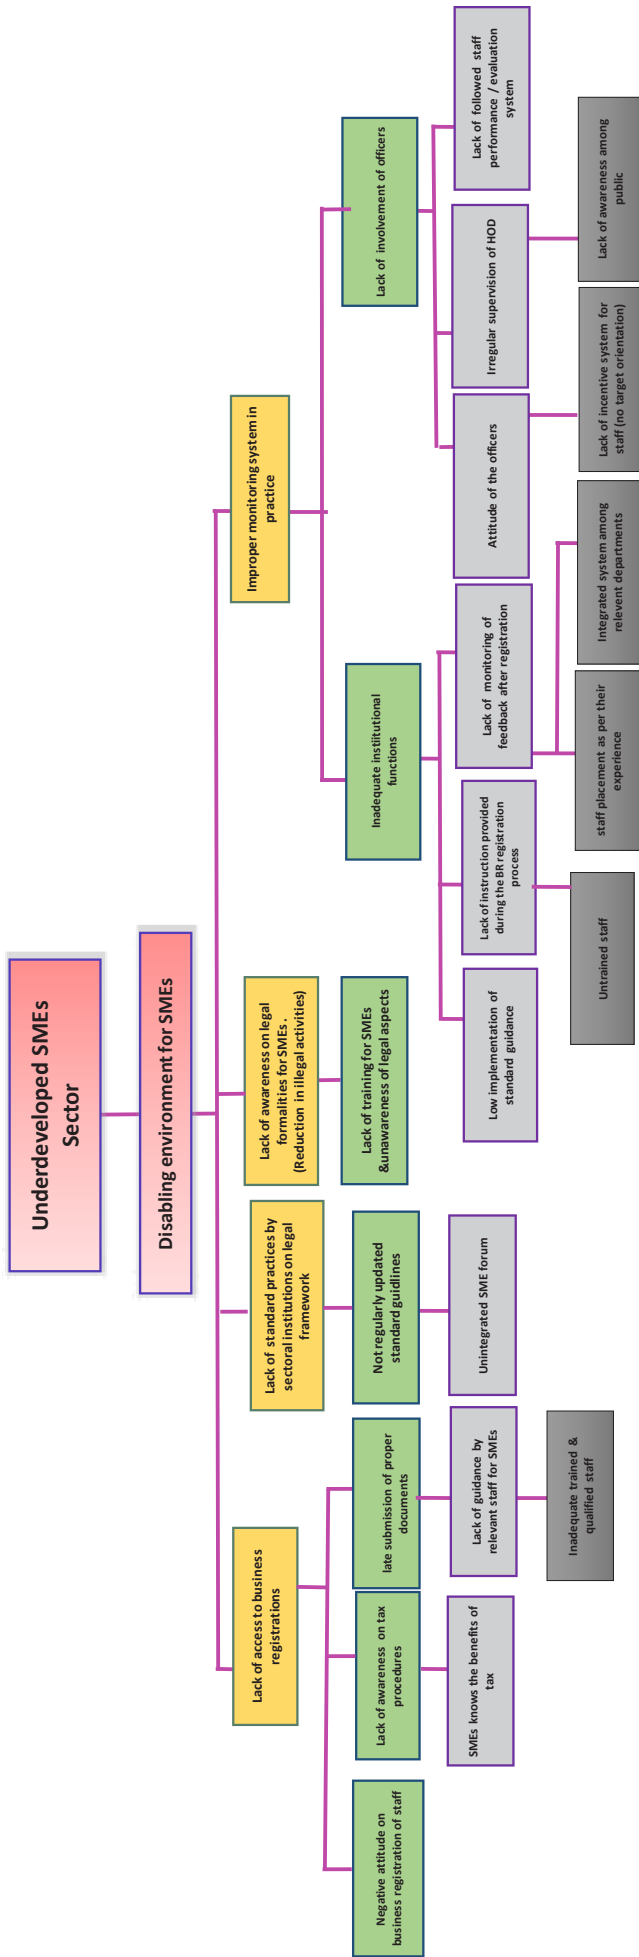 Underdeveloped SMEs
Sector
Disabling environment for SMEs
Lack of access to business
registrations
Lack of standard practices by
sectoral institutions on legal
framework
Lack of awareness on legal
formalities for SMEs .
(Reduction in illegal activities)
Improper monitoring system in
practice
Negative attitude on
business registration of staff
Lack of awareness on tax
procedures
late submission of proper
documents
Not regularly updated
standard guidlines
Lack of training for SMEs
&unawareness of legal aspects
Inadequate instiitutional
functions
Lack of involvement of officers
SMEs knows the benefits of
tax
Lack of guidance by
relevant staff for SMEs
Unintegrated SME forum
Low implementation of
standard guidance
Lack of instruction provided
during the BR registration
process
Lack of monitoring of
feedback after registration
Attitude of the officers
Irregular supervision of HOD
Lack of followed staff
performance / evaluation
system
Inadequate trained &
qualified staff
Untrained staff
staff placement as per their
experience
Integrated system among
relevent departments
Lack of incentive system for
staff (no target orientation)
Lack of awareness among
public